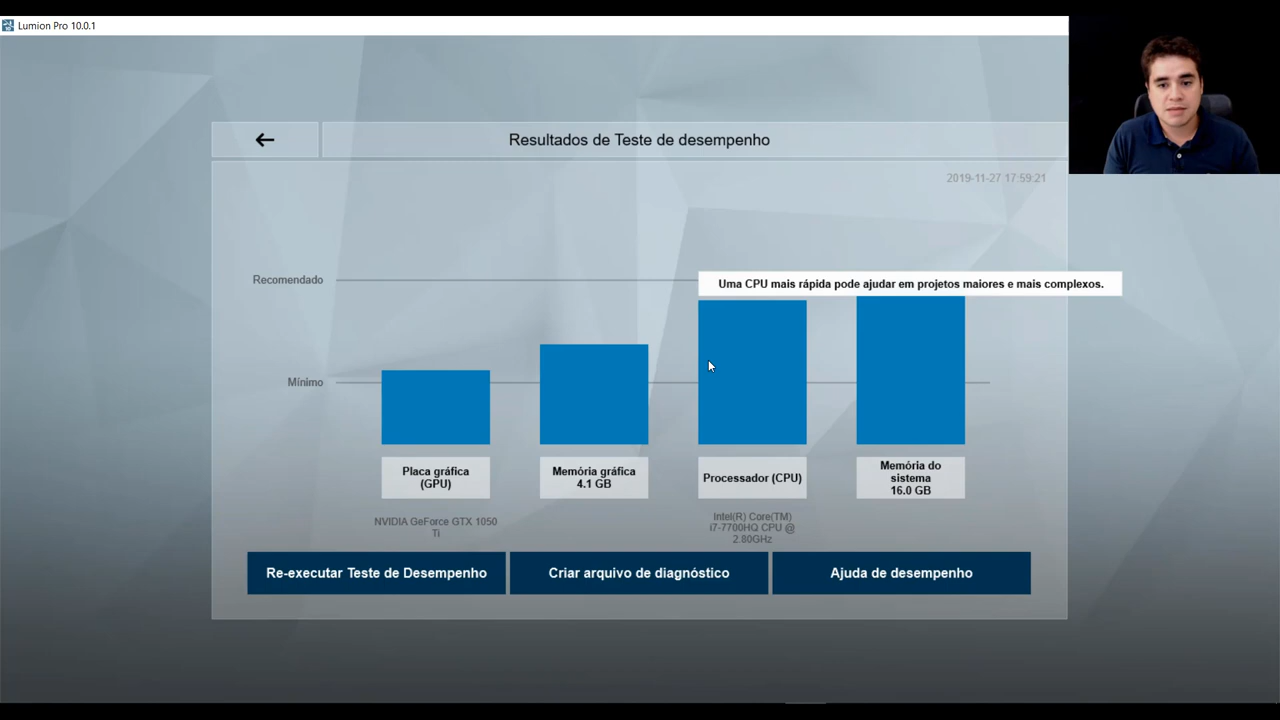 Lumion Pro 10.0.1
Resultados de Teste de desempenho
2019-11-27 17:59:21
Recomendado
Uma CPU mais rápida pode ajudar em projetos maiores e mais complexos.
Mínimo
Placa gráfica
(GPU)
Memória gráfica
4.1 GB
Processador (CPU)
Memória do
sistema
16.0 GB
NVIDIA GeForce GTX 1050
Ti
Intel(R) Core(TM)
i7-7700HQ CPU @
2.80GHz
Re-executar Teste de Desempenho
Criar arquivo de diagnóstico
Ajuda de desempenho